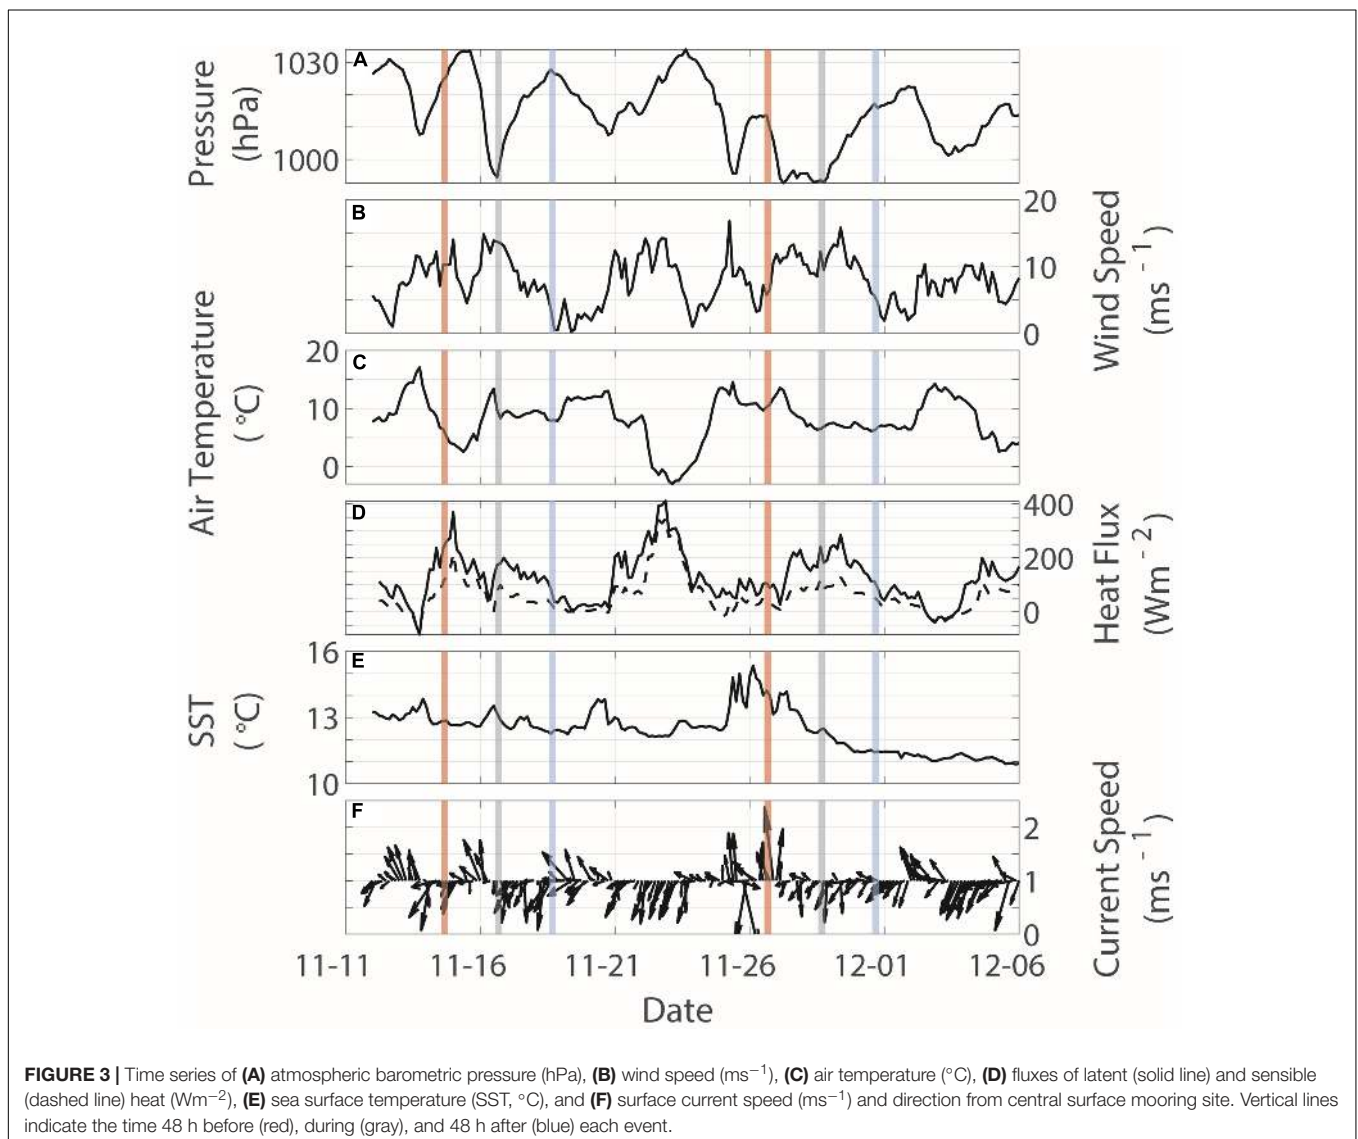 Pressure
(hPa)
1030
1000
A
B
Wind Speed
(ms -1)
20
10
0
Air Temperature
(°C)
20
10
0
C
D
Heat Flux
(Wm -2)
400
200
0
SST
(°C)
16
13
10
E
F
Current Speed
(ms -1)
2
1
0
11-11 11-16 11-21 11-26 12-01 12-06
Date
FIGURE 3 | Time series of (A) atmospheric barometric pressure (hPa), (B) wind speed (ms−1), (C) air temperature (°C), (D) fluxes of latent (solid line) and sensible
(dashed line) heat (Wm−2), (E) sea surface temperature (SST, °C), and (F) surface current speed (ms−1) and direction from central surface mooring site. Vertical lines
indicate the time 48 h before (red), during (gray), and 48 h after (blue) each event.